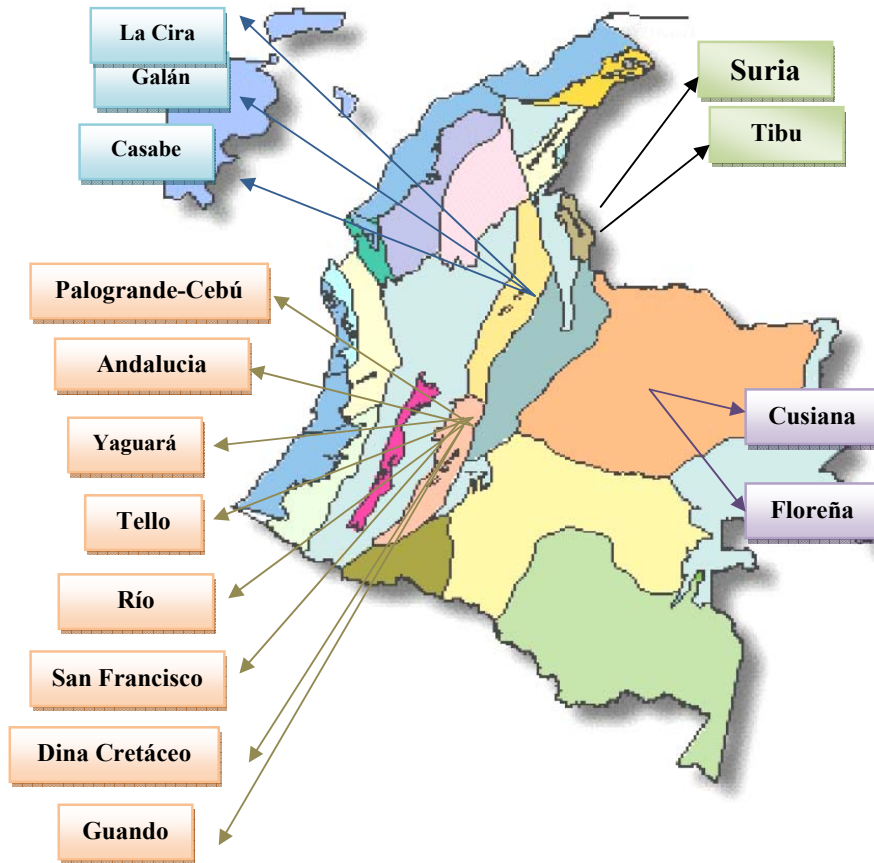 La Cira
Galán
Casabe
Suria
Tibu
Palogrande-Cebú
Andalucia
Yaguará
Tello
Río
San Francisco
Dina Cretáceo
Guando
Cusiana
Floreña